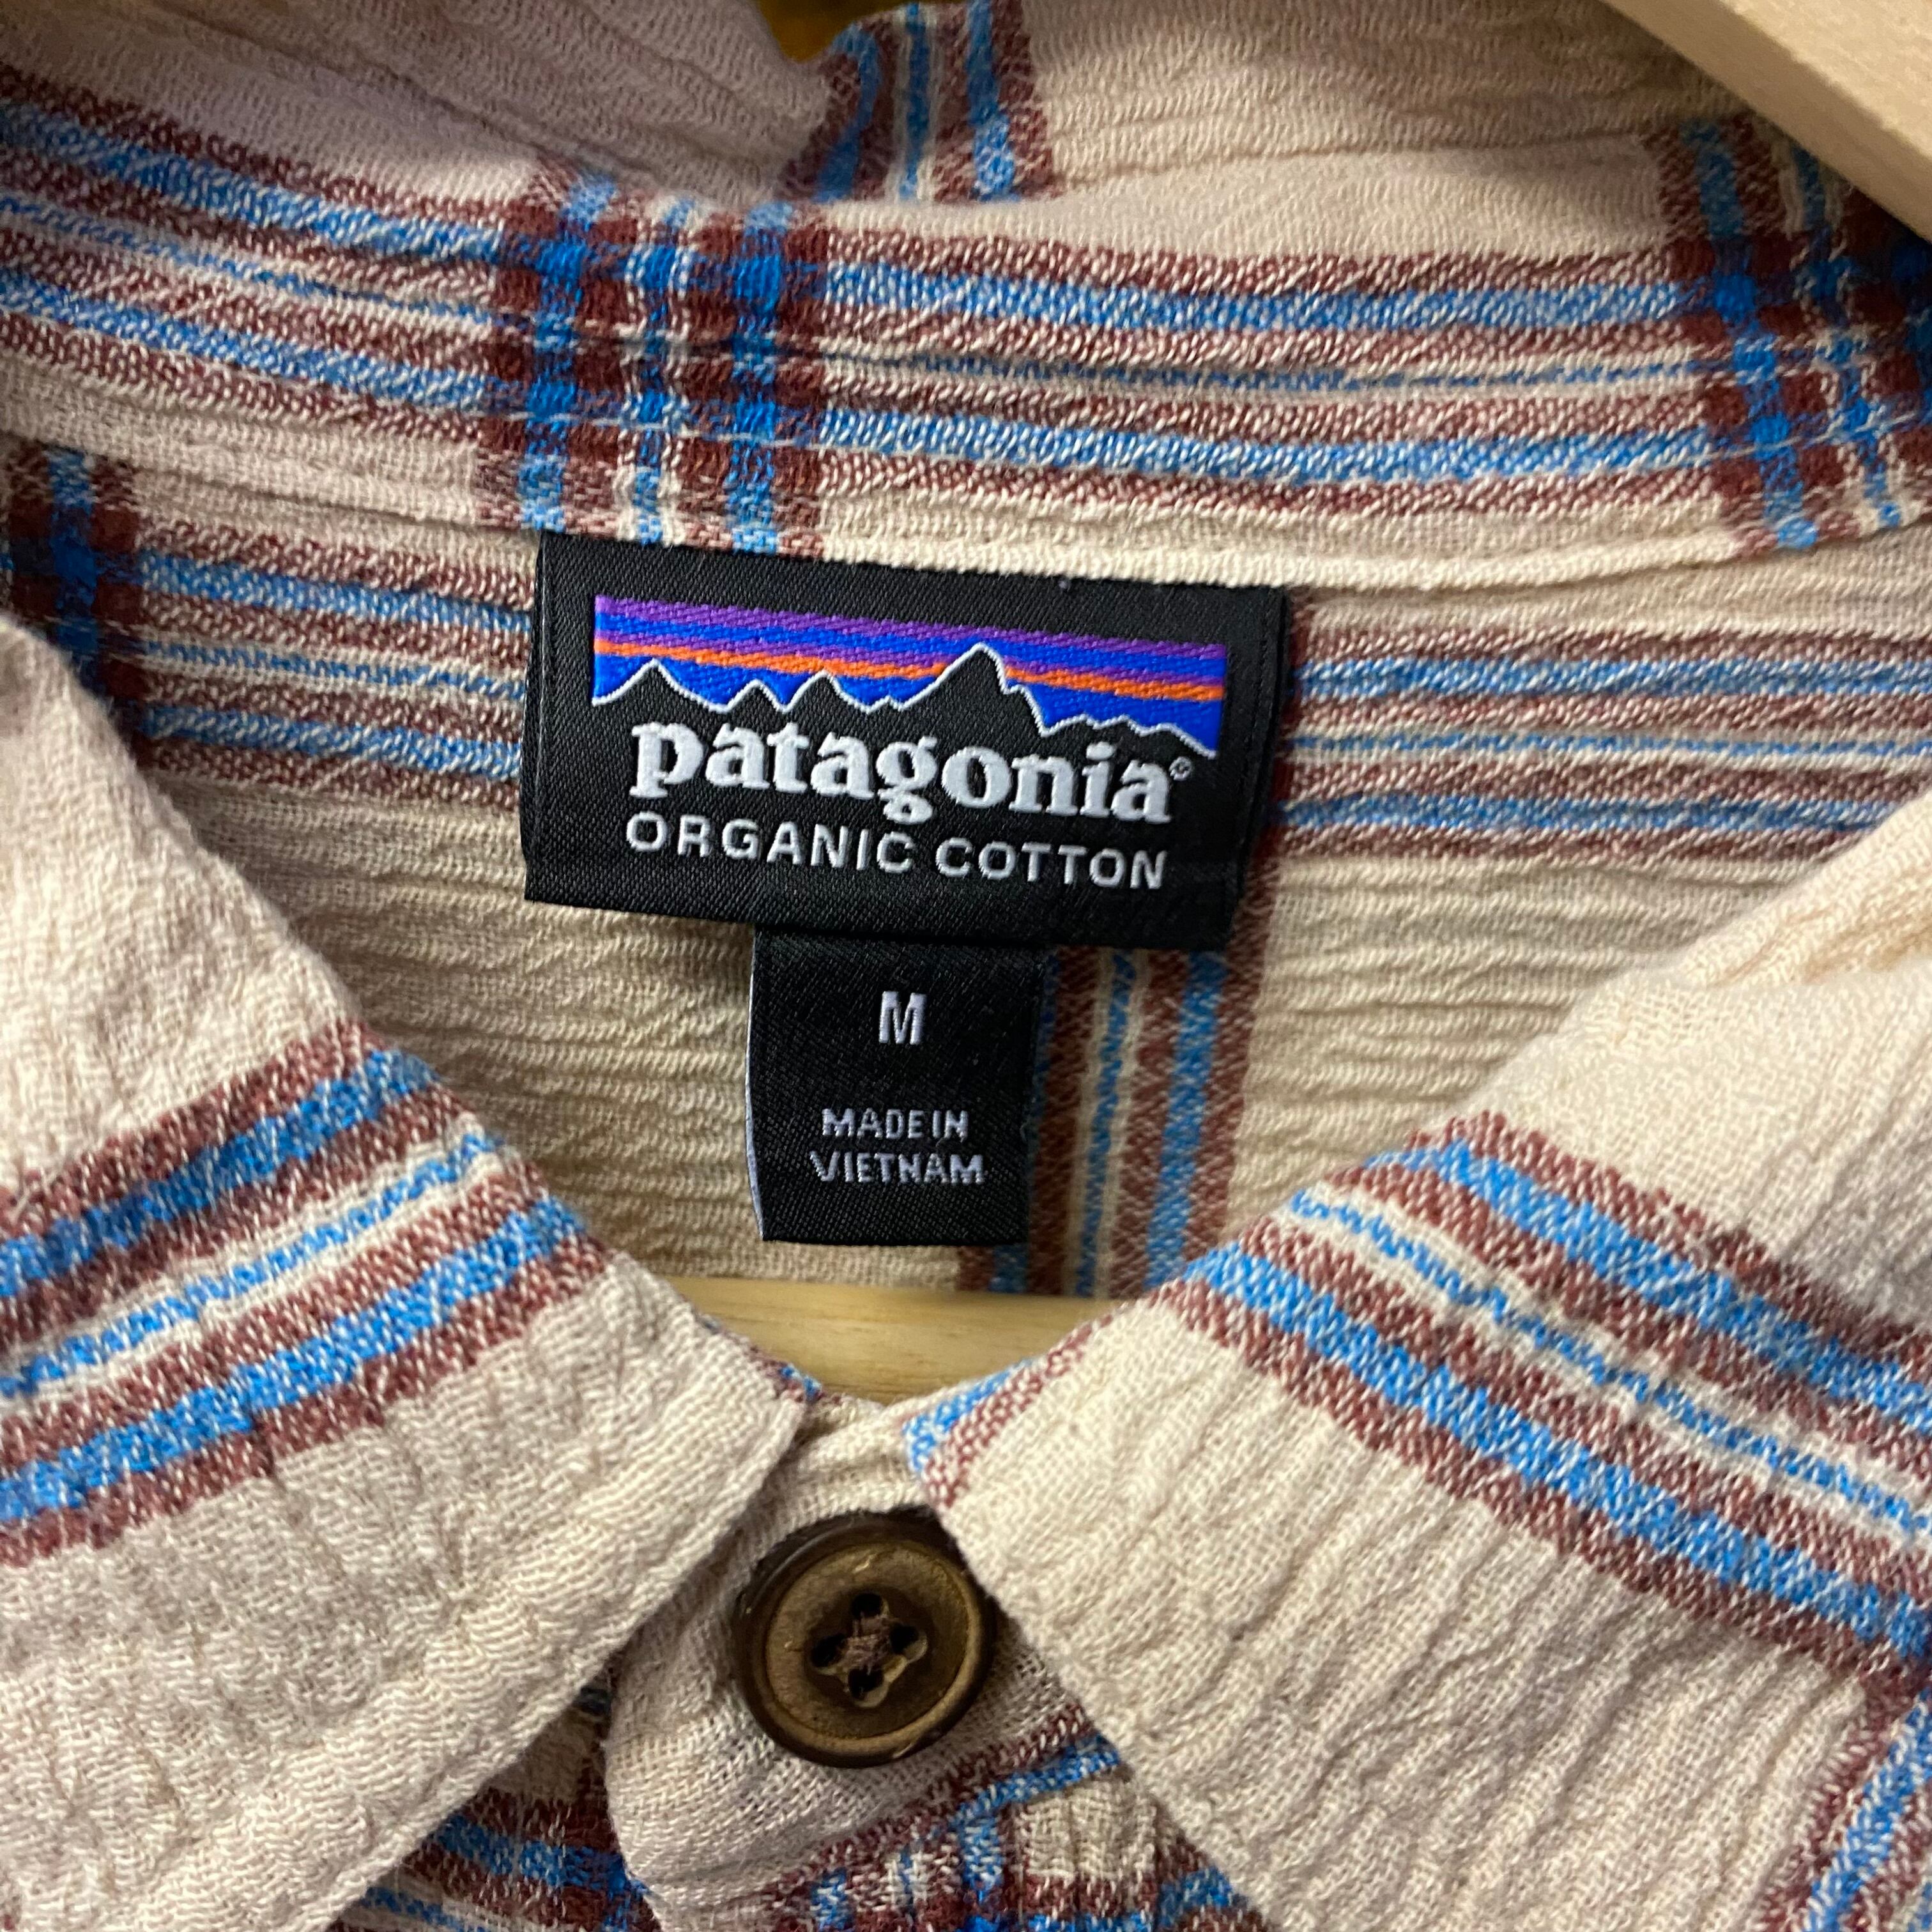 patagonia®
ORGANIC COTTON
M
MADE IN
VIETNAM